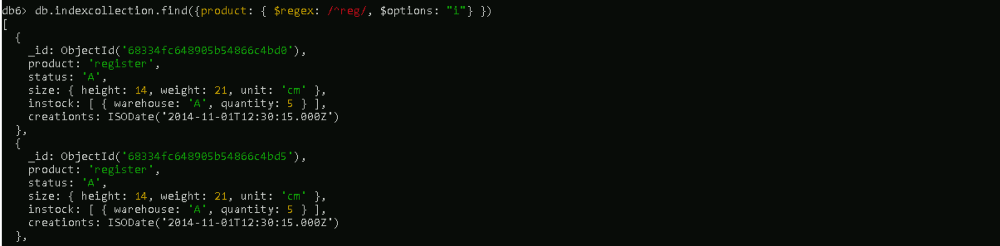 db6> db.indexcollection.find({product: { $regex: /^reg/, $options: "i"} })
[
  {
    _id: ObjectId('68334fc648905b54866c4bd0'),
    product: 'register',
    status: 'A',
    size: { height: 14, weight: 21, unit: 'cm' },
    instock: [ { warehouse: 'A', quantity: 5 } ],
    creationts: ISODate('2014-11-01T12:30:15.000Z')
  },
  {
    _id: ObjectId('68334fc648905b54866c4bd5'),
    product: 'register',
    status: 'A',
    size: { height: 14, weight: 21, unit: 'cm' },
    instock: [ { warehouse: 'A', quantity: 5 } ],
    creationts: ISODate('2014-11-01T12:30:15.000Z')
  },